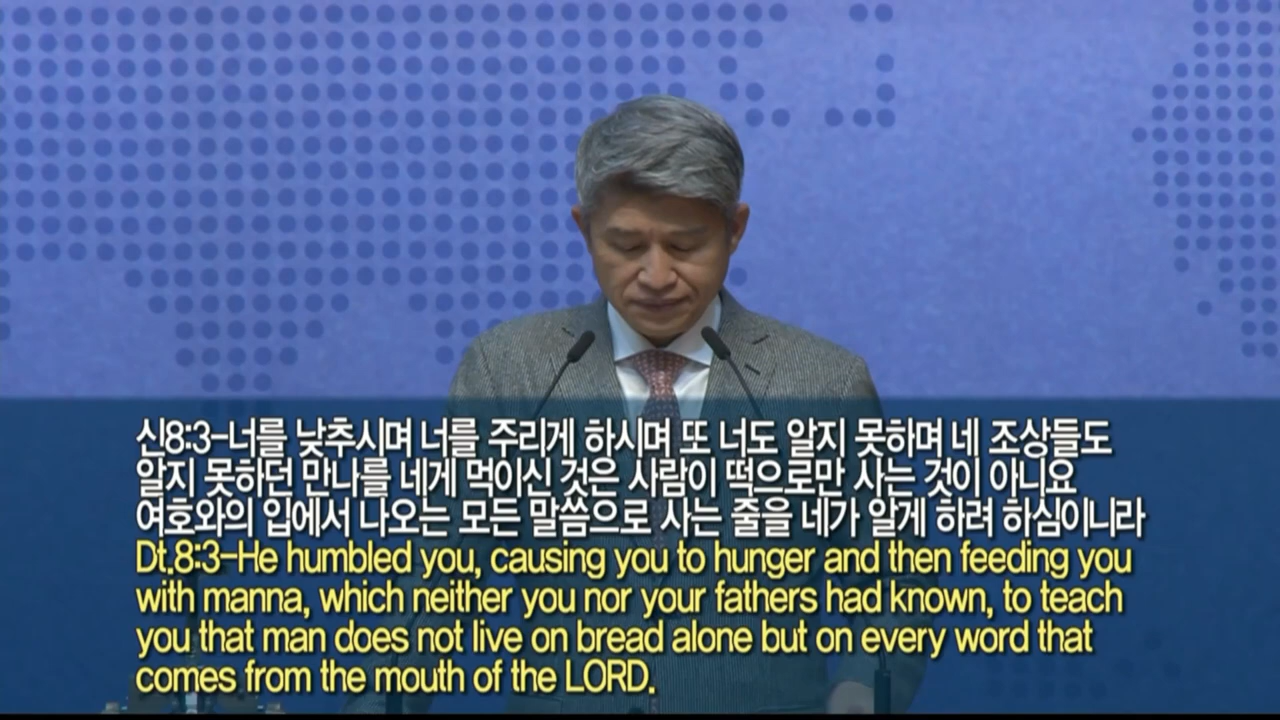 신8:3-너를 낮추시며 너를 주리게 하시며 또 너도 알지 못하며 네 조상들도
알지 못하던 만나를 네게 먹이신 것은 사람이 떡으로만 사는 것이 아니요
여호와의 입에서 나오는 모든 말씀으로 사는 줄을 네가 알게 하려 하심이니라
Dt.8:3-He humbled you, causing you to hunger and then feeding you
with manna, which neither you nor your fathers had known, to teach
you that man does not live on bread alone but on every word that
comes from the mouth of the LORD.